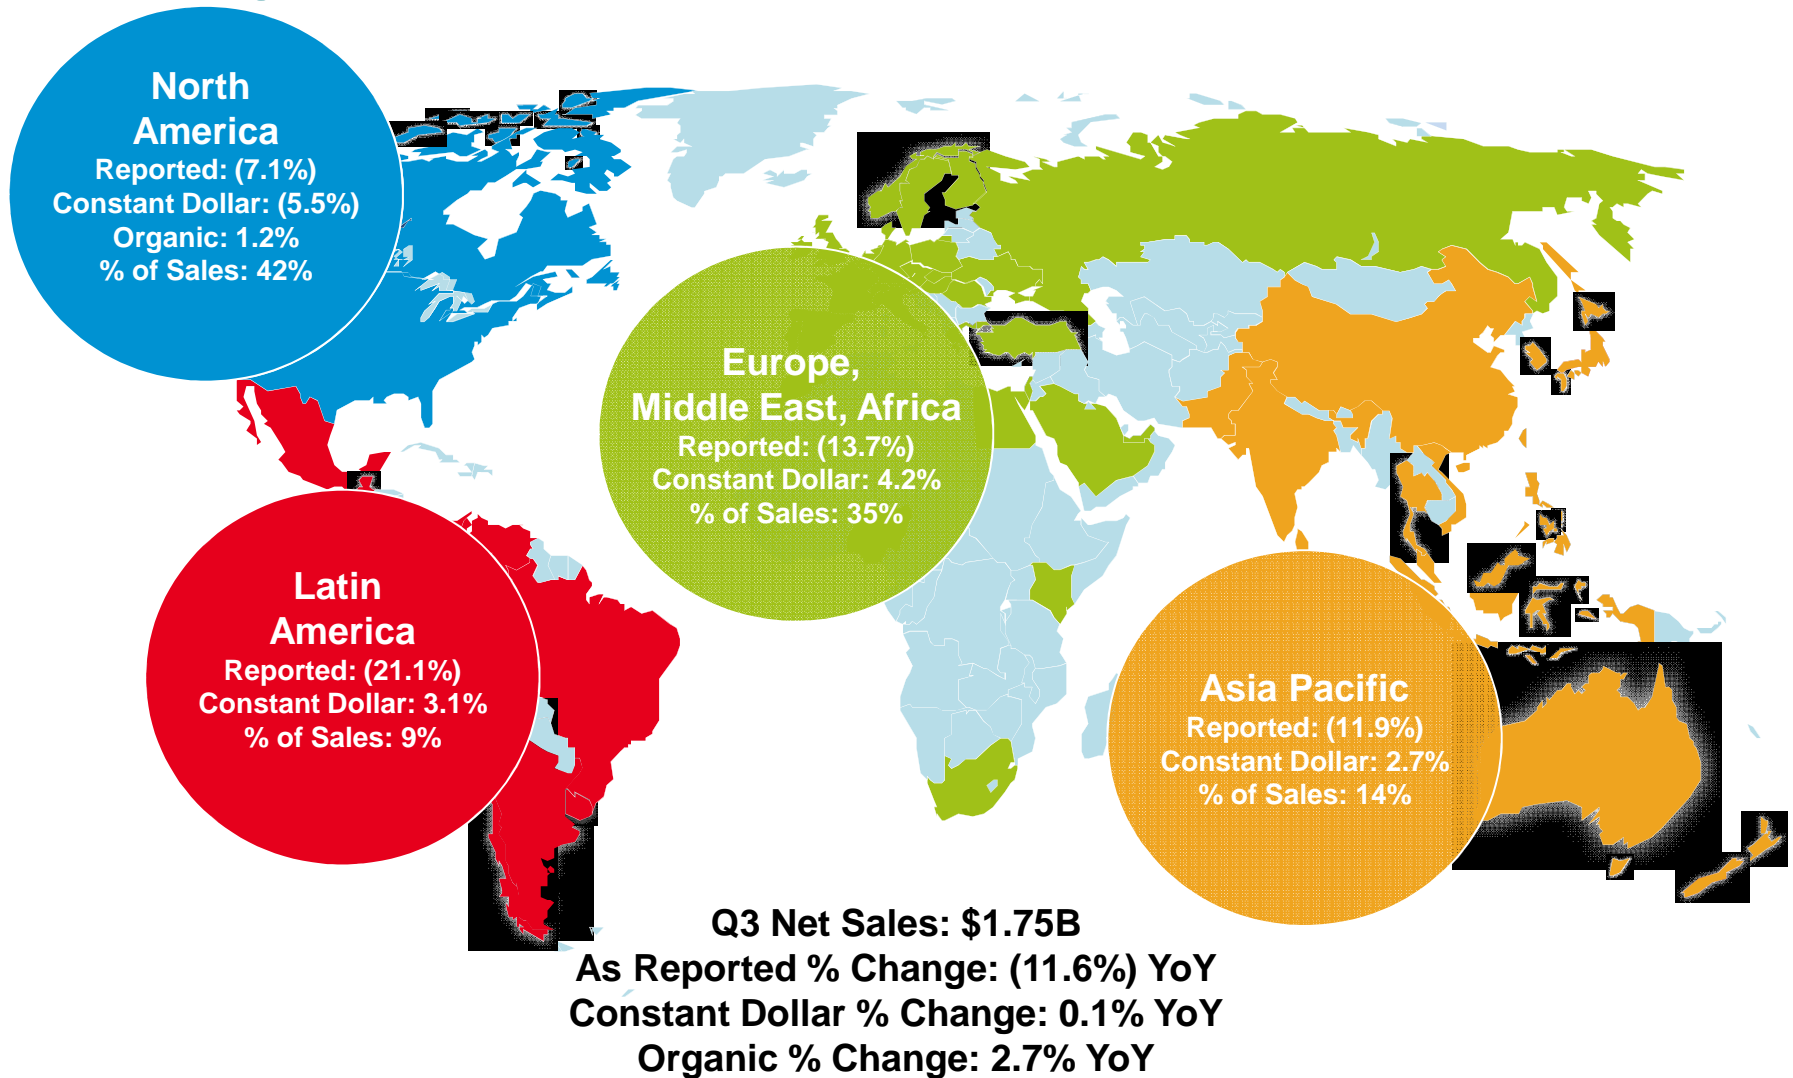 North
America
Reported: (7.1%)
Constant Dollar: (5.5%)
Organic: 1.2%
% of Sales: 42%
Europe,
Middle East, Africa
Reported: (13.7%)
Constant Dollar: 4.2%
% of Sales: 35%
Latin
America
Reported: (21.1%)
Constant Dollar: 3.1%
% of Sales: 9%
Asia Pacific
Reported: (11.9%)
Constant Dollar: 2.7%
% of Sales: 14%
Q3 Net Sales: $1.75B
As Reported % Change: (11.6%) YoY
Constant Dollar % Change: 0.1% YoY
Organic % Change: 2.7% YoY